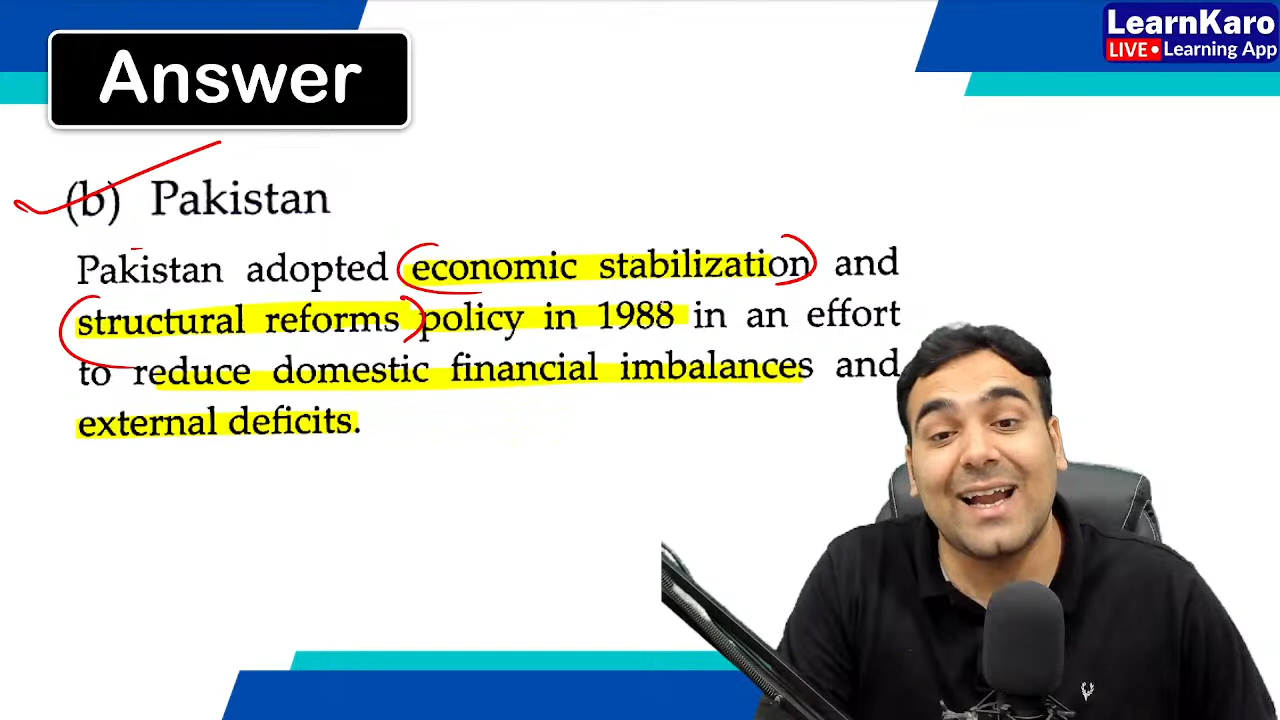 Answer
LearnKaro
LIVE • Learning App
(b) Pakistan
Pakistan adopted economic stabilization and
structural reforms policy in 1988 in an effort
to reduce domestic financial imbalances and
external deficits.